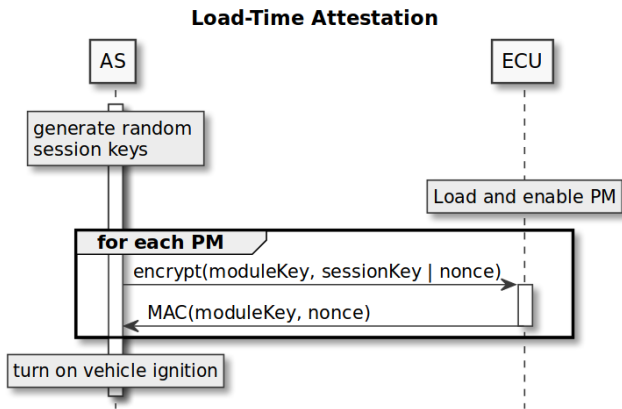 Load-Time Attestation
AS
ECU
generate random
session keys
Load and enable PM
for each PM
encrypt(moduleKey, sessionKey | nonce)
MAC(moduleKey, nonce)
turn on vehicle ignition